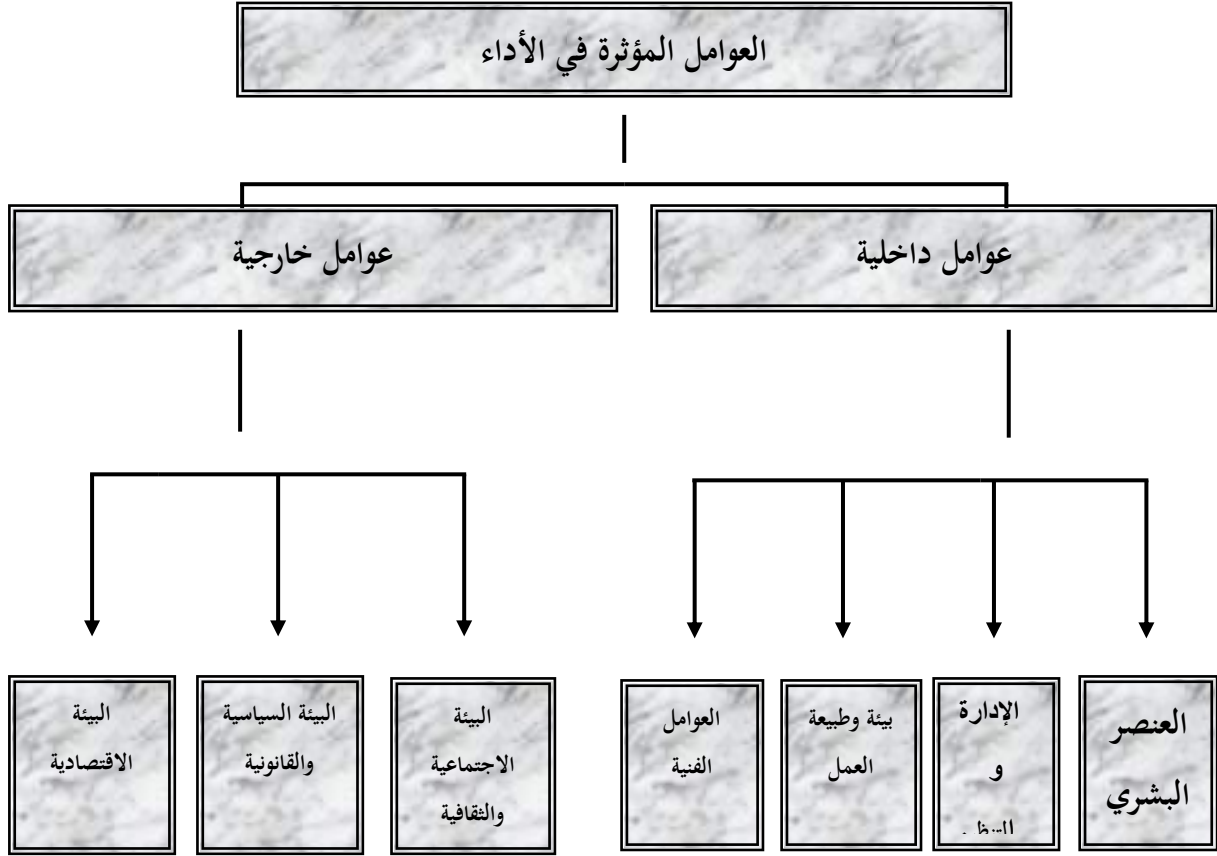 العوامل المؤثرة في الأداء
عوامل داخلية
عوامل خارجية
العنصر
البشري
الإدارة
و
بيئة وطبيعة
العمل
العوامل
الفنية
البيئة
الاجتماعية
والثقافية
البيئة السياسية
والقانونية
البيئة
الاقتصادية